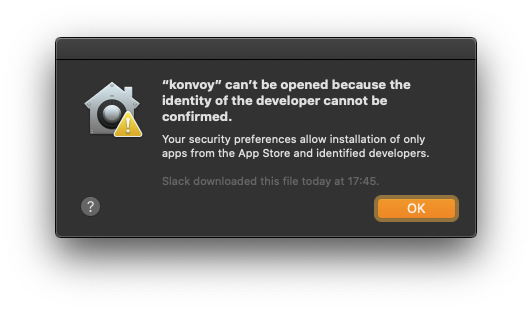 “konvoy” can’t be opened because the
identity of the developer cannot be
confirmed.
Your security preferences allow installation of only
apps from the App Store and identified developers.
Slack downloaded this file today at 17:45.
?
OK